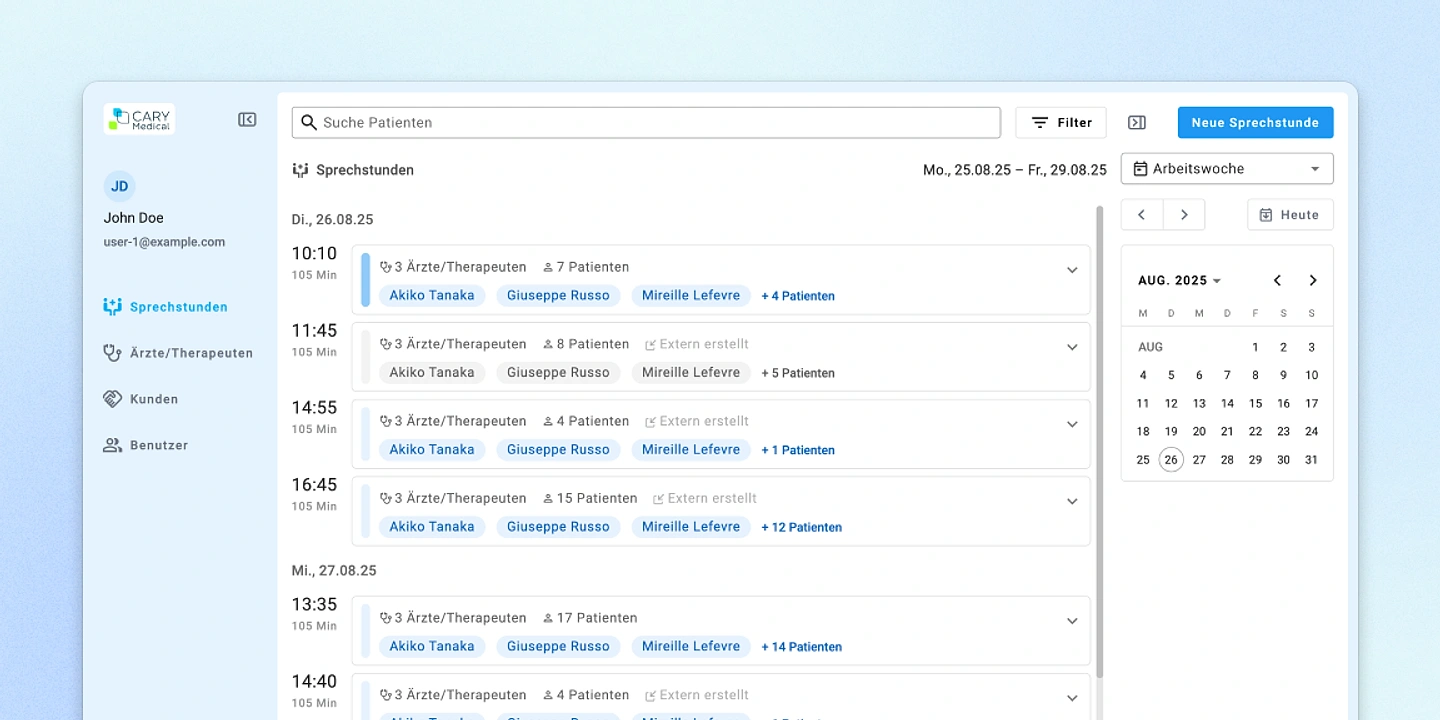 CARY
Medical
JD
John Doe
user-1@example.com
Sprechstunden
Ärzte/Therapeuten
Kunden
Benutzer
Suche Patienten
Filter
Neue Sprechstunde
Sprechstunden
Mo., 25.08.25 – Fr., 29.08.25
Arbeitswoche
Heute
Di., 26.08.25
10:10
105 Min
3 Ärzte/Therapeuten 7 Patienten
Akiko Tanaka Giuseppe Russo Mireille Lefevre + 4 Patienten
11:45
105 Min
3 Ärzte/Therapeuten 8 Patienten Extern erstellt
Akiko Tanaka Giuseppe Russo Mireille Lefevre + 5 Patienten
14:55
105 Min
3 Ärzte/Therapeuten 4 Patienten Extern erstellt
Akiko Tanaka Giuseppe Russo Mireille Lefevre + 1 Patienten
16:45
105 Min
3 Ärzte/Therapeuten 15 Patienten Extern erstellt
Akiko Tanaka Giuseppe Russo Mireille Lefevre + 12 Patienten
Mi., 27.08.25
13:35
105 Min
3 Ärzte/Therapeuten 17 Patienten
Akiko Tanaka Giuseppe Russo Mireille Lefevre + 14 Patienten
14:40
105 Min
3 Ärzte/Therapeuten 4 Patienten Extern erstellt
AUG. 2025
M D M D F S S
AUG 1 2 3
4 5 6 7 8 9 10
11 12 13 14 15 16 17
18 19 20 21 22 23 24
25 26 27 28 29 30 31